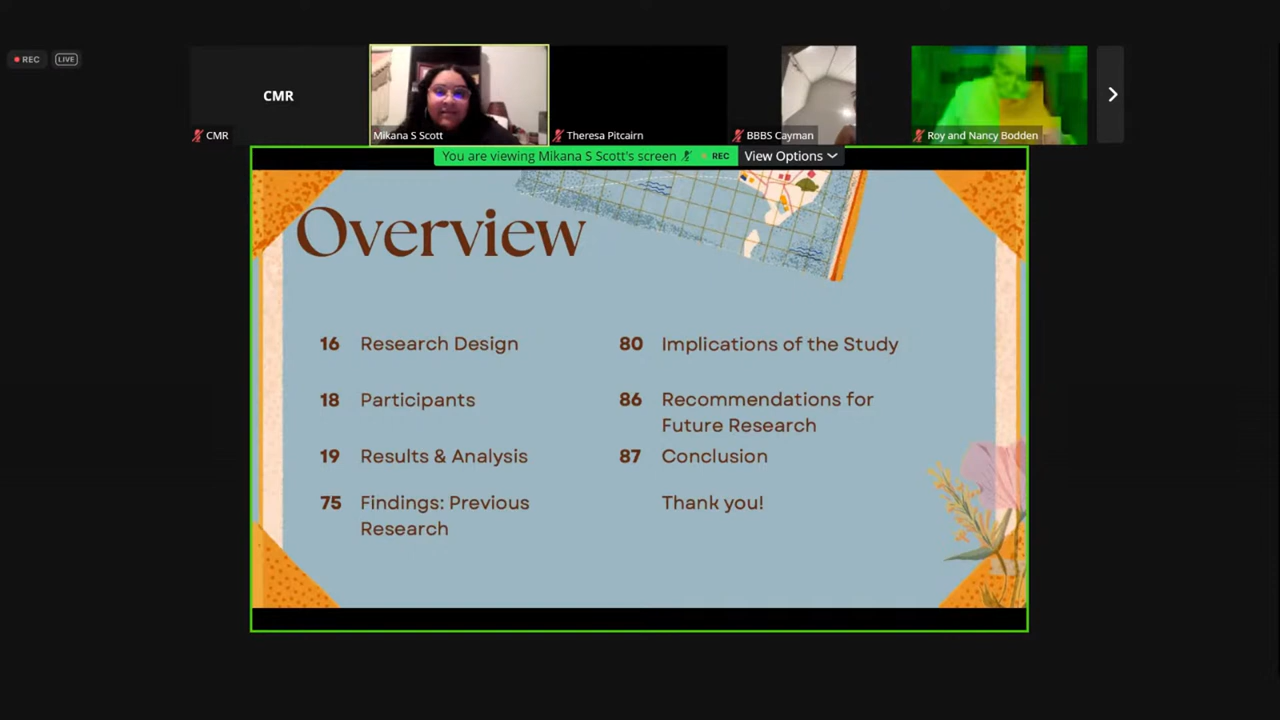 REC
LIVE
CMR
CMR
Mikana S Scott
Theresa Pitcairn
BBBS Cayman
Roy and Nancy Bodden
You are viewing Mikana S Scott's screen
REC
View Options
Overview
16 Research Design
18 Participants
19 Results & Analysis
75 Findings: Previous
Research
80 Implications of the Study
86 Recommendations for
Future Research
87 Conclusion
Thank you!